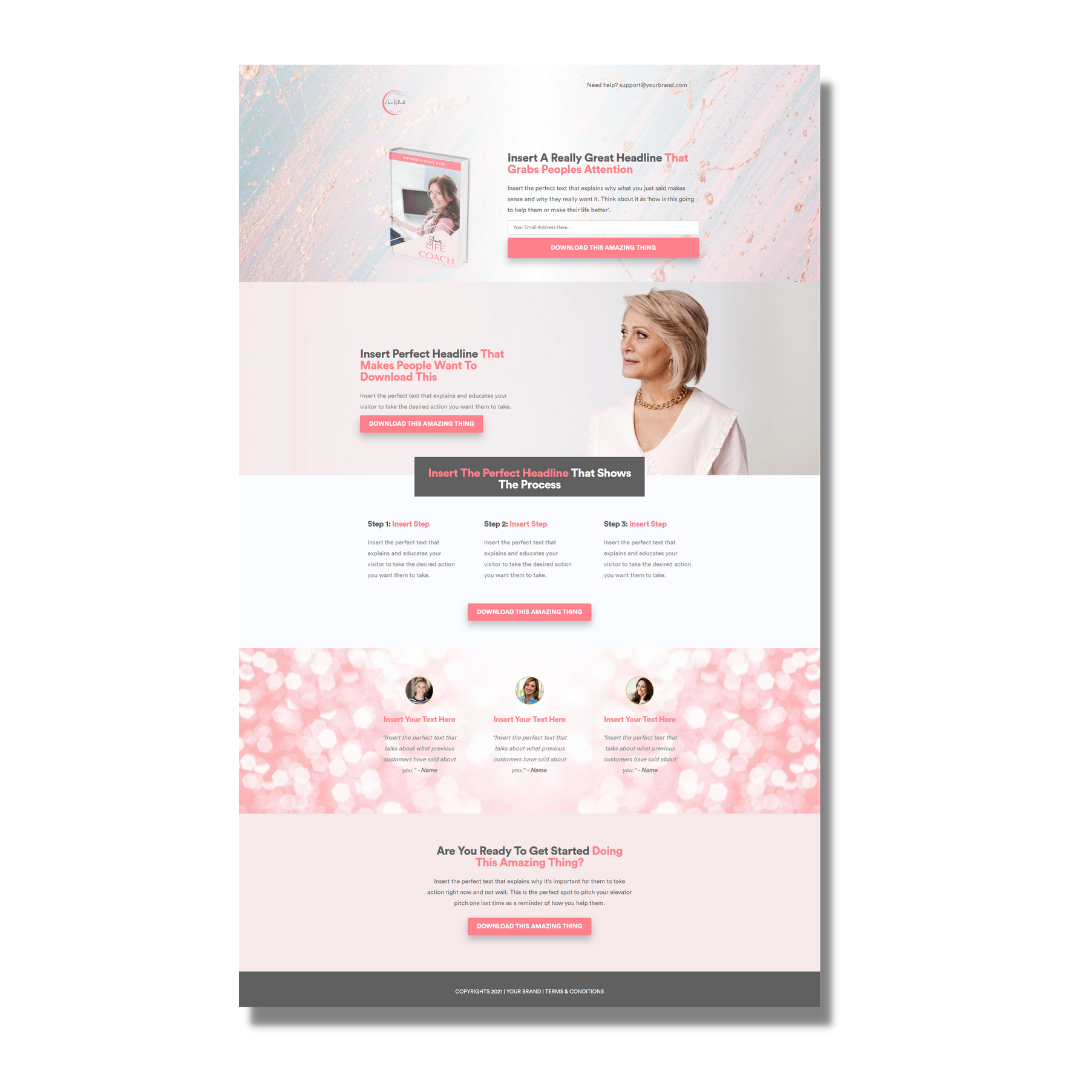 Need help? support@yourbrand.com
Insert A Really Great Headline That
Grabs Peoples Attention
Insert the perfect text that explains why what you just said makes
sense and why they really want it. Think about it as 'how is this going
to help them or make their life better'.
Your Email Address Here...
DOWNLOAD THIS AMAZING THING
AUTHOR'S NAME HERE
Your
LIFE
COACH
Insert Perfect Headline That
Makes People Want To
Download This
Insert the perfect text that explains and educates your
visitor to take the desired action you want them to take.
DOWNLOAD THIS AMAZING THING
Insert The Perfect Headline That Shows
The Process
Step 1: Insert Step
Insert the perfect text that
explains and educates your
visitor to take the desired action
you want them to take.
Step 2: Insert Step
Insert the perfect text that
explains and educates your
visitor to take the desired action
you want them to take.
Step 3: Insert Step
Insert the perfect text that
explains and educates your
visitor to take the desired action
you want them to take.
DOWNLOAD THIS AMAZING THING
Insert Your Text Here
"Insert the perfect text that
talks about what previous
customers have said about
you." - Name
Insert Your Text Here
"Insert the perfect text that
talks about what previous
customers have said about
you." - Name
Insert Your Text Here
"Insert the perfect text that
talks about what previous
customers have said about
you." - Name
Are You Ready To Get Started Doing
This Amazing Thing?
Insert the perfect text that explains why it's important for them to take
action right now and not wait. This is the perfect spot to pitch your elevator
pitch one last time as a reminder of how you help them.
DOWNLOAD THIS AMAZING THING
COPYRIGHTS 2021 | YOUR BRAND | TERMS & CONDITIONS